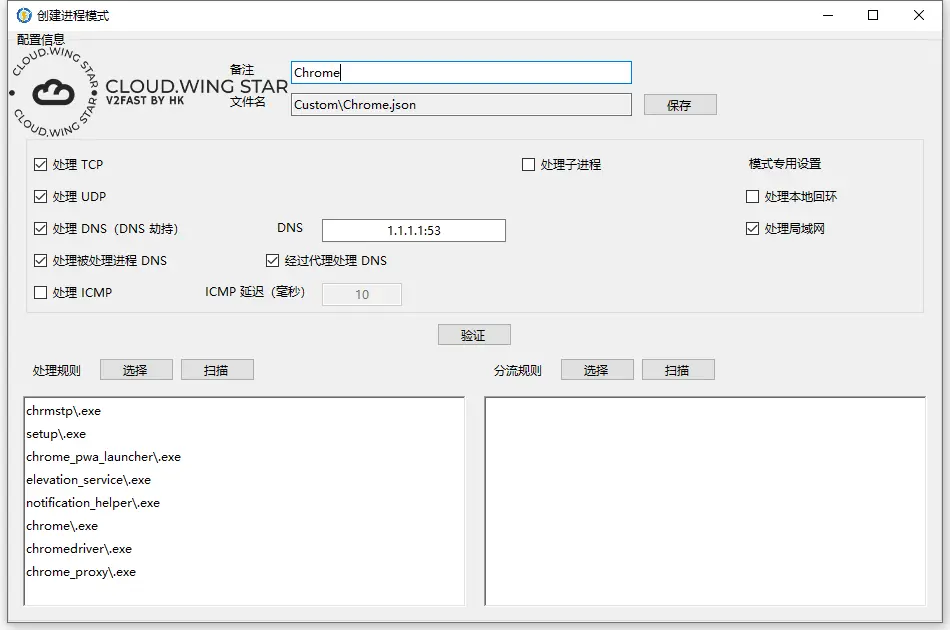 创建进程模式
配置信息
CLOUD.WING STAR
CLOUD.WING STAR
CLOUD.WING STAR
V2FAST BY HK
备注
Chrome
文件名
Custom\Chrome.json
保存
处理 TCP
处理子进程
模式专用设置
处理 UDP
处理本地回环
处理 DNS（DNS 劫持）
DNS
1.1.1.1:53
处理局域网
处理被处理进程 DNS
经过代理处理 DNS
处理 ICMP
ICMP 延迟（毫秒）
10
验证
处理规则
选择
扫描
分流规则
选择
扫描
chrmstp\.exe
setup\.exe
chrome_pwa_launcher\.exe
elevation_service\.exe
notification_helper\.exe
chrome\.exe
chromedriver\.exe
chrome_proxy\.exe